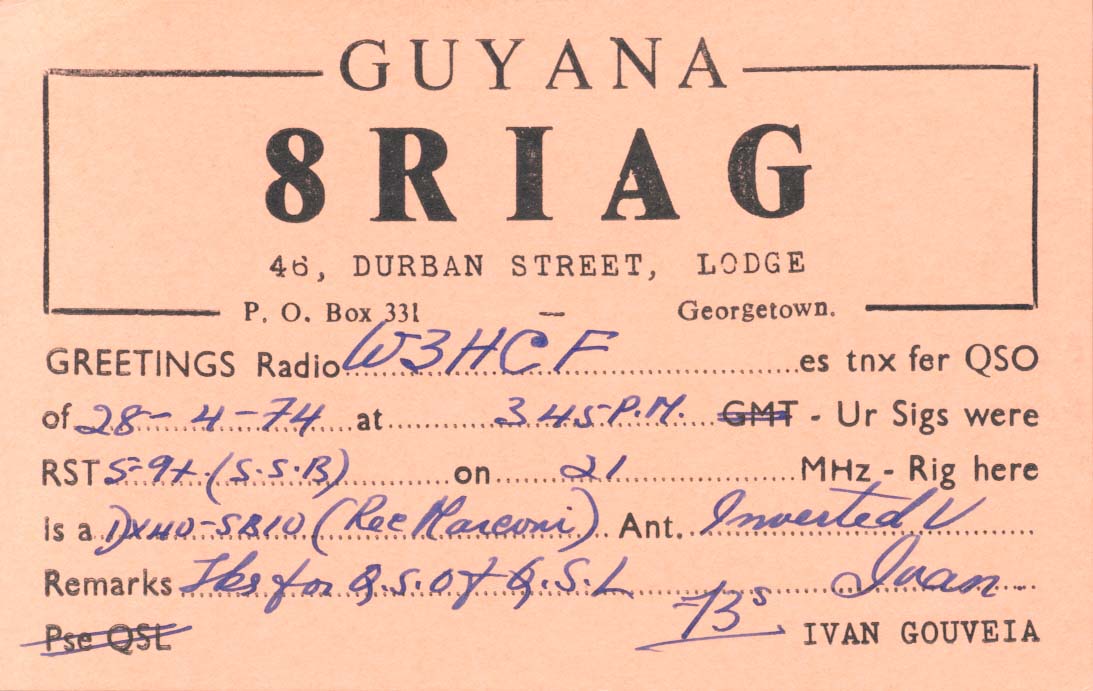 GUYANA
8RIAG
46, DURBAN STREET, LODGE
P. O. Box 331 — Georgetown.
GREETINGS Radio W3HCF es tnx fer QSO
of 28-4-74 at 3 45 P.M. GMT - Ur Sigs were
RST 5-9+ (S.S.B) on 21 MHz - Rig here
is a DX40-SB10 (Rec Marconi) Ant. Inverted V
Remarks Tks for Q.S.O + Q.S.L Ivan
Pse QSL 73s IVAN GOUVEIA